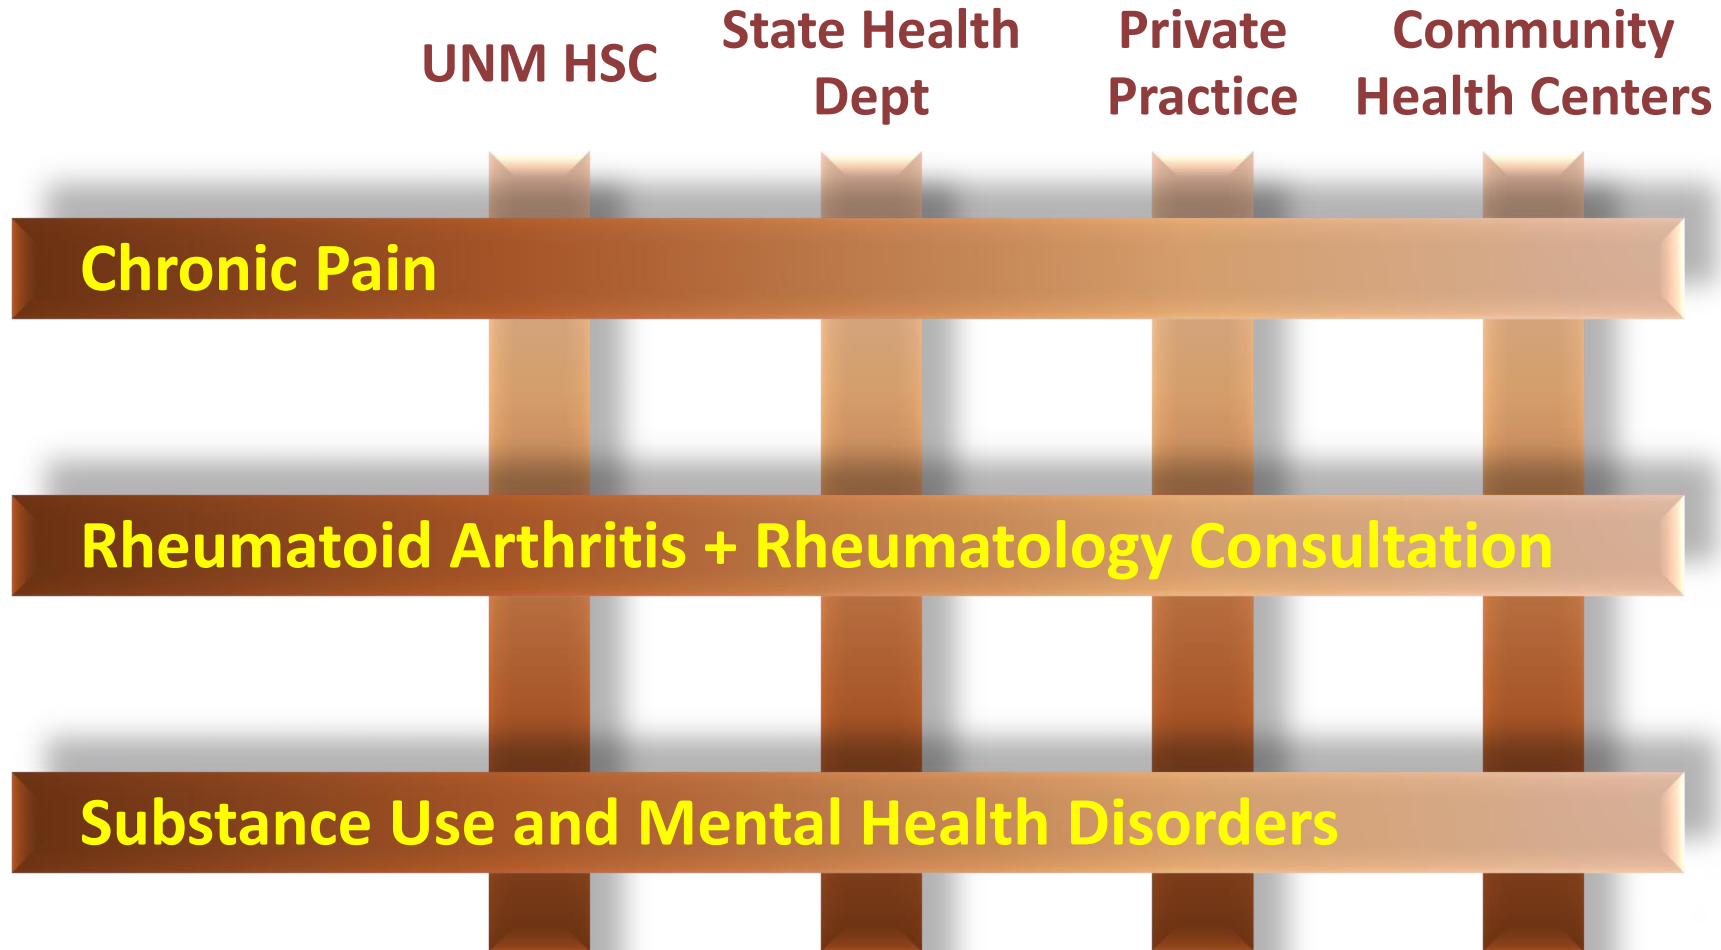 UNM HSC
State Health
Dept
Private
Practice
Community
Health Centers
Chronic Pain
Rheumatoid Arthritis + Rheumatology Consultation
Substance Use and Mental Health Disorders